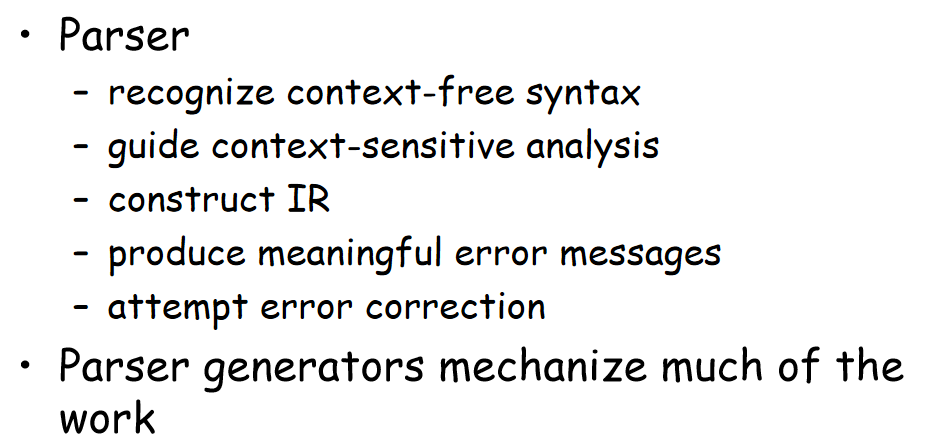 • Parser
– recognize context-free syntax
– guide context-sensitive analysis
– construct IR
– produce meaningful error messages
– attempt error correction
• Parser generators mechanize much of the
work